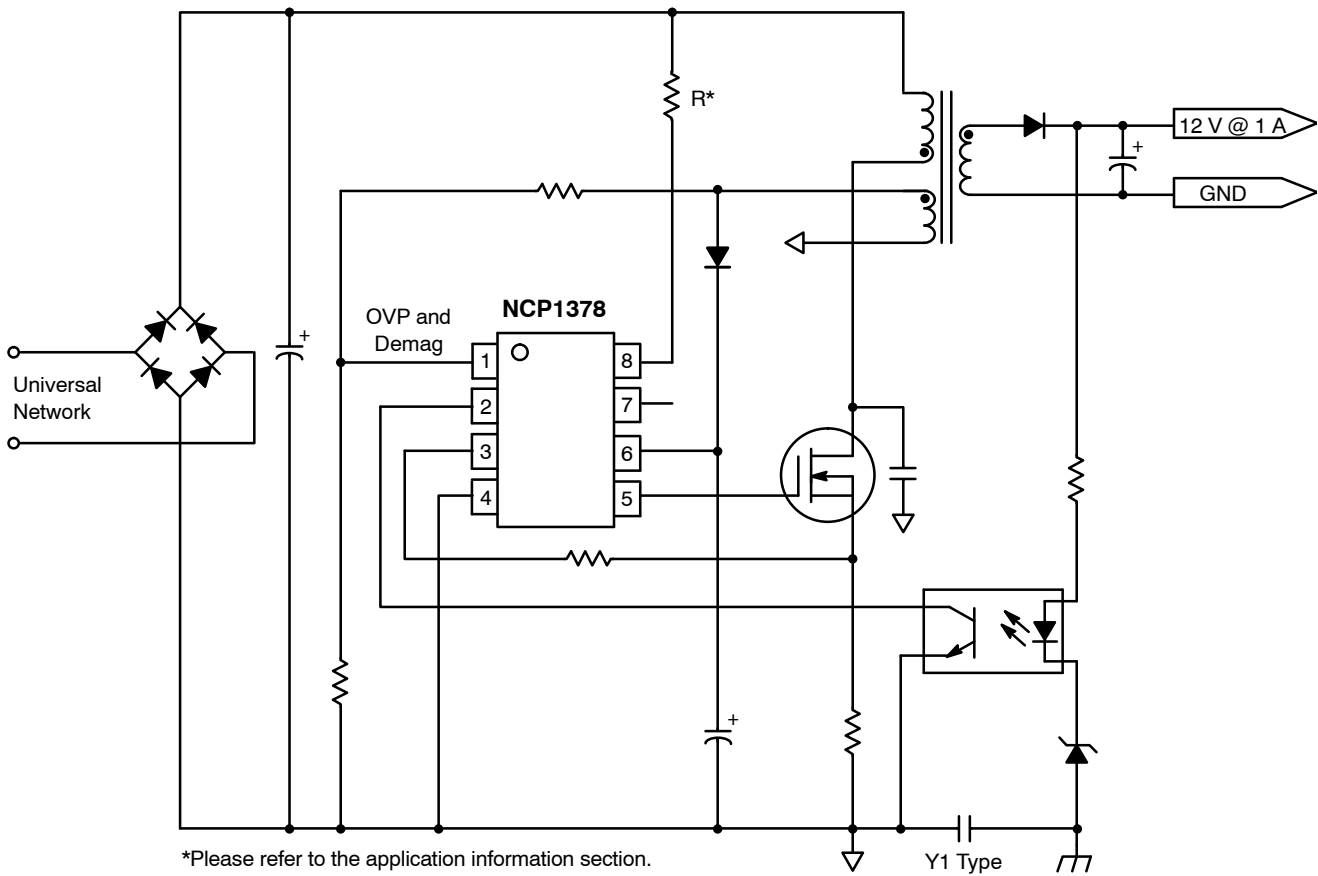 R*
+
12 V @ 1 A
GND
NCP1378
OVP and
Demag
+
1
8
Universal
Network
2
7
3
6
4
5
+
*Please refer to the application information section.
Y1 Type